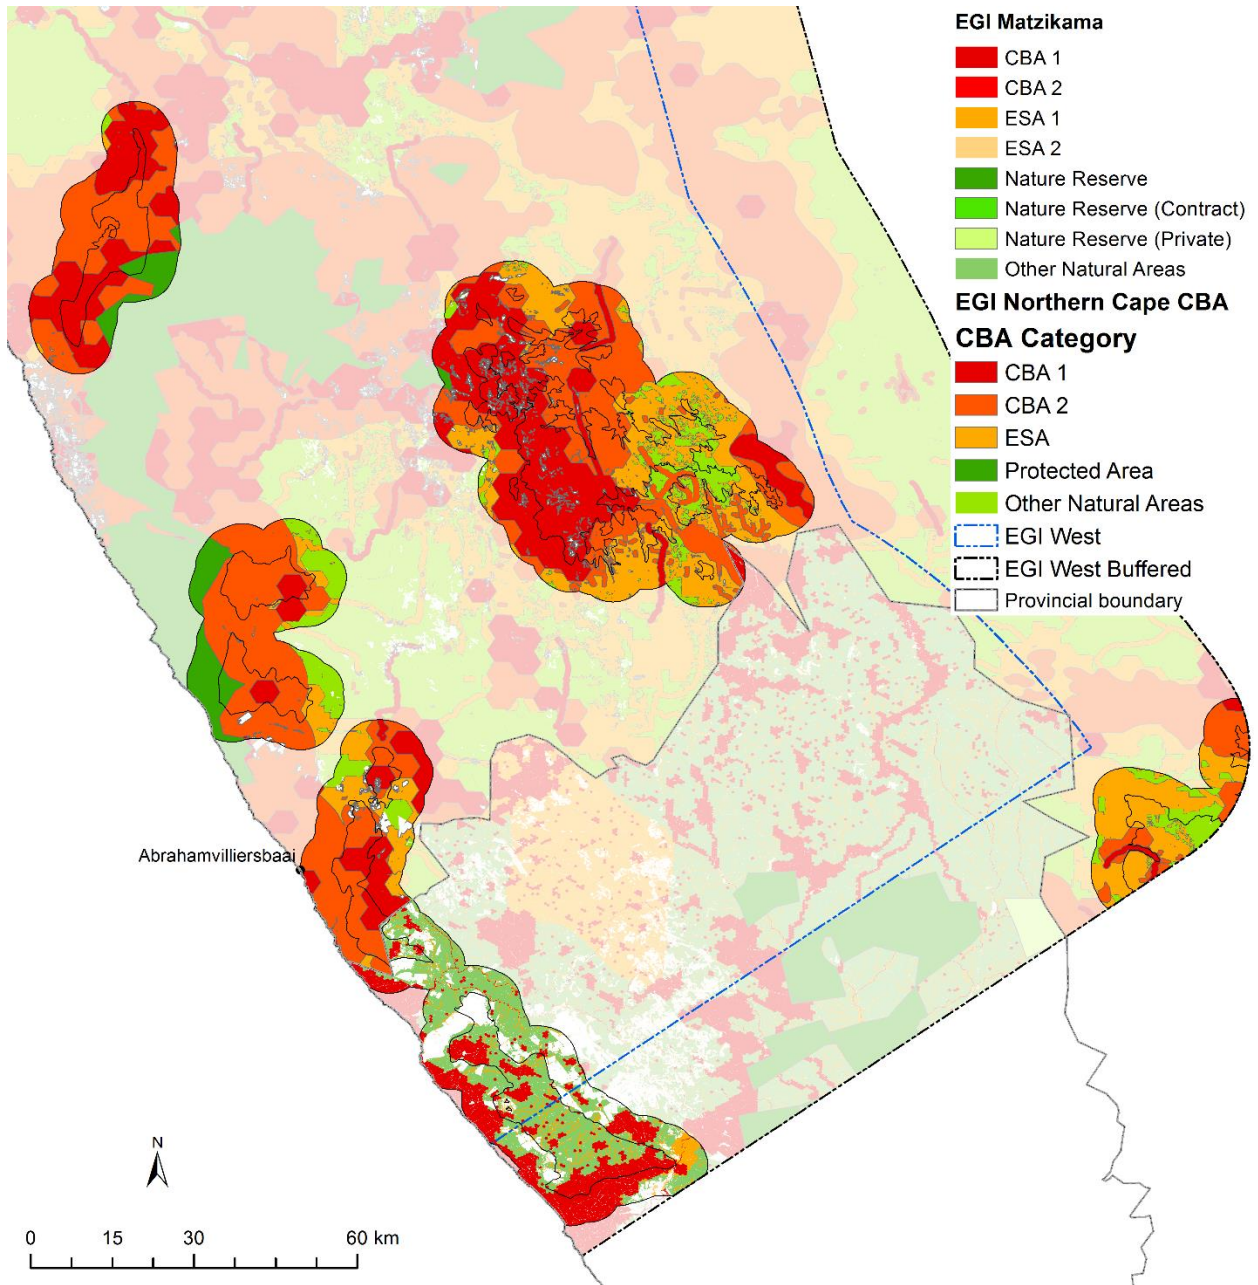 EGI Matzikama
CBA 1
CBA 2
ESA 1
ESA 2
Nature Reserve
Nature Reserve (Contract)
Nature Reserve (Private)
Other Natural Areas
EGI Northern Cape CBA
CBA Category
CBA 1
CBA 2
ESA
Protected Area
Other Natural Areas
EGI West
EGI West Buffered
Provincial boundary
Abrahamvilliersbaai
N
0 15 30 60 km